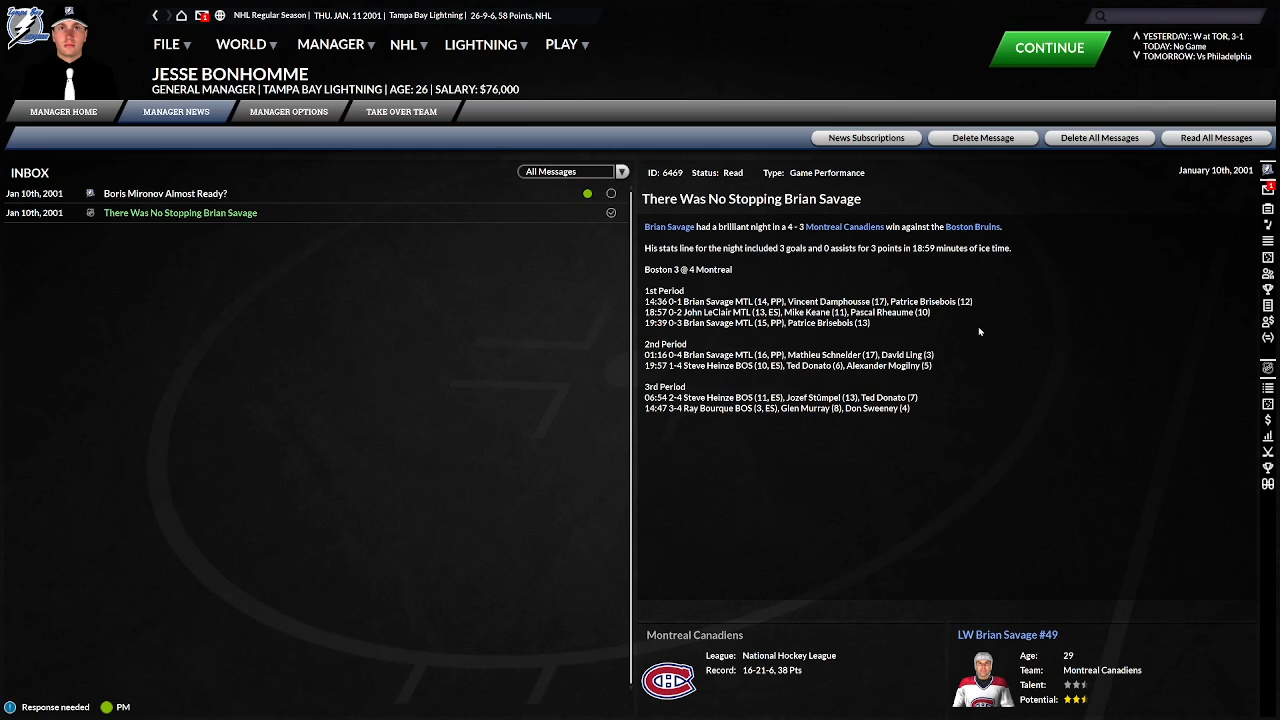 NHL Regular Season | THU. JAN. 11 2001 | Tampa Bay Lightning | 26-9-6, 58 Points, NHL
FILE WORLD MANAGER NHL LIGHTNING PLAY
CONTINUE
YESTERDAY: W at TOR, 3-1
TODAY: No Game
TOMORROW: Vs Philadelphia
JESSE BONHOMME
GENERAL MANAGER | TAMPA BAY LIGHTNING | AGE: 26 | SALARY: $76,000
MANAGER HOME MANAGER NEWS MANAGER OPTIONS TAKE OVER TEAM
News Subscriptions Delete Message Delete All Messages Read All Messages
INBOX All Messages
Jan 10th, 2001 Boris Mironov Almost Ready?
Jan 10th, 2001 There Was No Stopping Brian Savage
ID: 6469 Status: Read Type: Game Performance January 10th, 2001
There Was No Stopping Brian Savage
Brian Savage had a brilliant night in a 4 - 3 Montreal Canadiens win against the Boston Bruins.
His stats line for the night included 3 goals and 0 assists for 3 points in 18:59 minutes of ice time.
Boston 3 @ 4 Montreal
1st Period
14:36 0-1 Brian Savage MTL (14, PP), Vincent Damphousse (17), Patrice Brisebois (12)
18:57 0-2 John LeClair MTL (13, ES), Mike Keane (11), Pascal Rheaume (10)
19:39 0-3 Brian Savage MTL (15, PP), Patrice Brisebois (13)
2nd Period
01:16 0-4 Brian Savage MTL (16, PP), Mathieu Schneider (17), David Ling (3)
19:57 1-4 Steve Heinze BOS (10, ES), Ted Donato (6), Alexander Mogilny (5)
3rd Period
06:54 2-4 Steve Heinze BOS (11, ES), Jozef Stümpel (13), Ted Donato (7)
14:47 3-4 Ray Bourque BOS (3, ES), Glen Murray (8), Don Sweeney (4)
Montreal Canadiens
League: National Hockey League
Record: 16-21-6, 38 Pts
LW Brian Savage #49
Age: 29
Team: Montreal Canadiens
Talent:
Potential:
Response needed PM